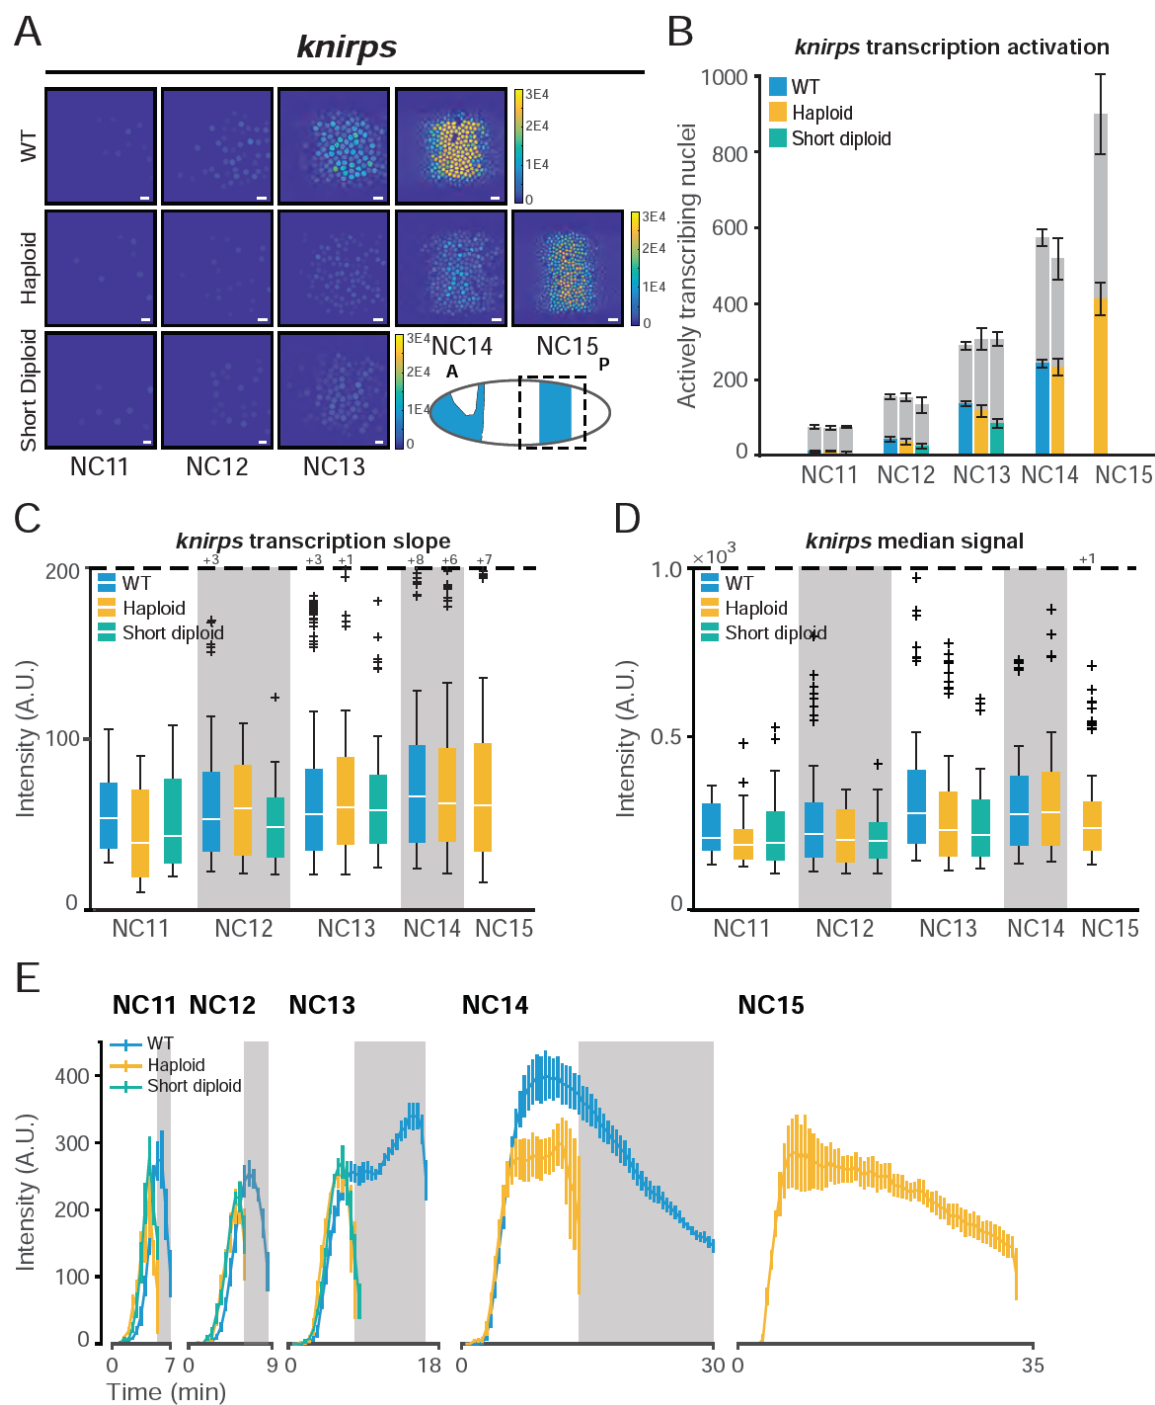 A
knirps
WT
3E4
2E4
1E4
0
Haploid
3E4
2E4
1E4
0
Short Diploid
3E4
2E4
1E4
0
NC14
NC15
A
P
NC11
NC12
NC13
B
knirps transcription activation
Actively transcribing nuclei
1000
800
600
400
200
0
WT
Haploid
Short diploid
NC11
NC12
NC13
NC14
NC15
C
knirps transcription slope
+3
+3
+1
+8
+6
+7
200
100
0
Intensity (A.U.)
WT
Haploid
Short diploid
NC11
NC12
NC13
NC14
NC15
D
knirps median signal
×10³
+1
1.0
0.5
0
Intensity (A.U.)
WT
Haploid
Short diploid
NC11
NC12
NC13
NC14
NC15
E
NC11
NC12
NC13
NC14
NC15
WT
Haploid
Short diploid
400
300
200
100
0
Intensity (A.U.)
0
7
0
9
0
18
0
30
0
35
Time (min)